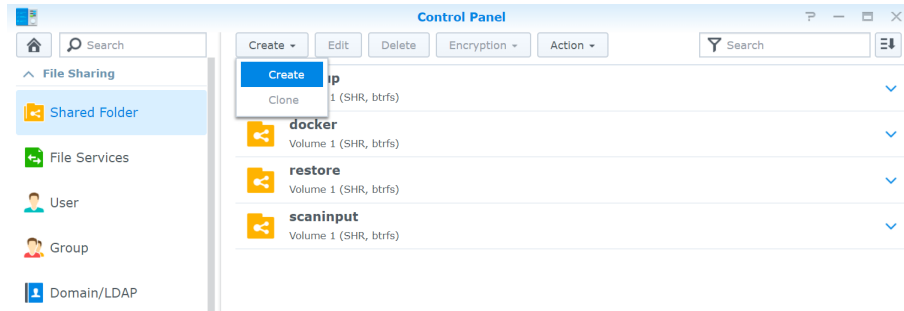 Control Panel
Search
Create Edit Delete Encryption Action
Search
File Sharing
Create
Clone
up
1 (SHR, btrfs)
Shared Folder
docker
Volume 1 (SHR, btrfs)
File Services
restore
Volume 1 (SHR, btrfs)
User
scaninput
Volume 1 (SHR, btrfs)
Group
Domain/LDAP